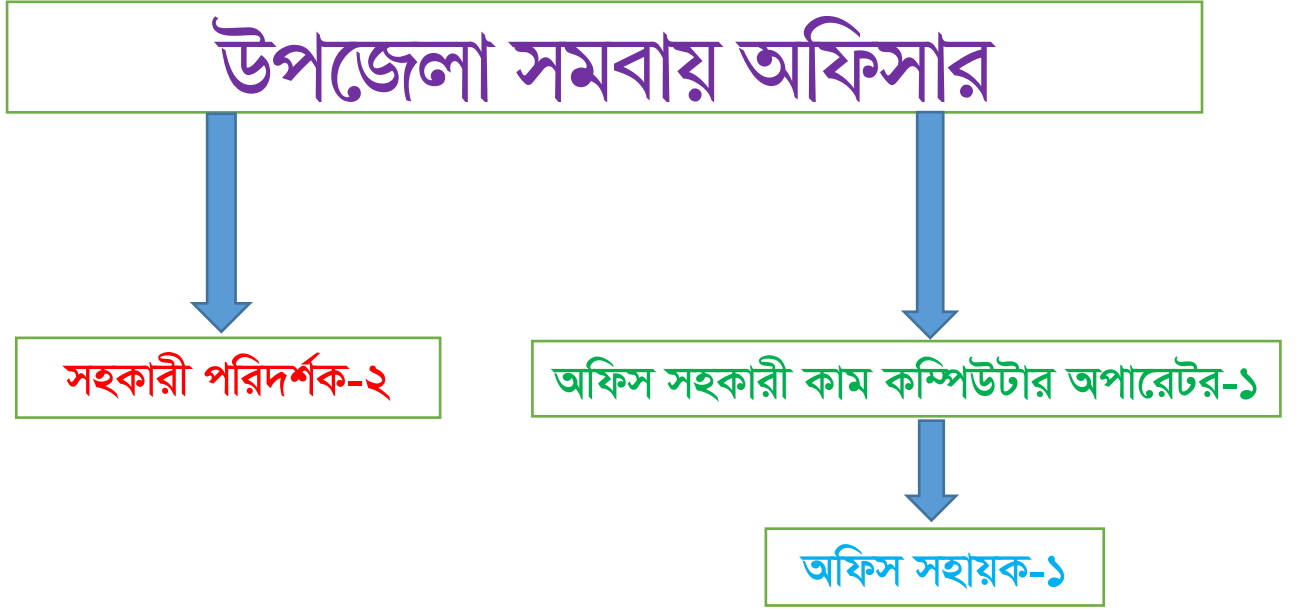 উপজেলা সমবায় অফিসার
সহকারী পরিদর্শক-২
অফিস সহকারী কাম কম্পিউটার অপারেটর-১
অফিস সহায়ক-১